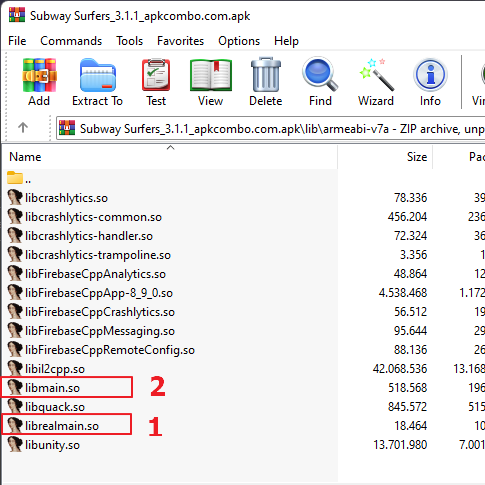 Subway Surfers_3.1.1_apkcombo.com.apk
File Commands Tools Favorites Options Help
Add Extract To Test View Delete Find Wizard Info
Subway Surfers_3.1.1_apkcombo.com.apk\lib\armeabi-v7a - ZIP archive, unp
Name Size Pac
..
libcrashlytics.so 78.336 39
libcrashlytics-common.so 456.204 236
libcrashlytics-handler.so 72.324 36
libcrashlytics-trampoline.so 3.356 1
libFirebaseCppAnalytics.so 48.864 12
libFirebaseCppApp-8_9_0.so 4.538.468 1.172
libFirebaseCppCrashlytics.so 56.512 19
libFirebaseCppMessaging.so 95.644 29
libFirebaseCppRemoteConfig.so 88.136 26
libil2cpp.so 42.068.536 13.168
libmain.so 2 518.568 196
libquack.so 845.572 515
librealmain.so 1 18.464 10
libunity.so 13.701.980 7.001